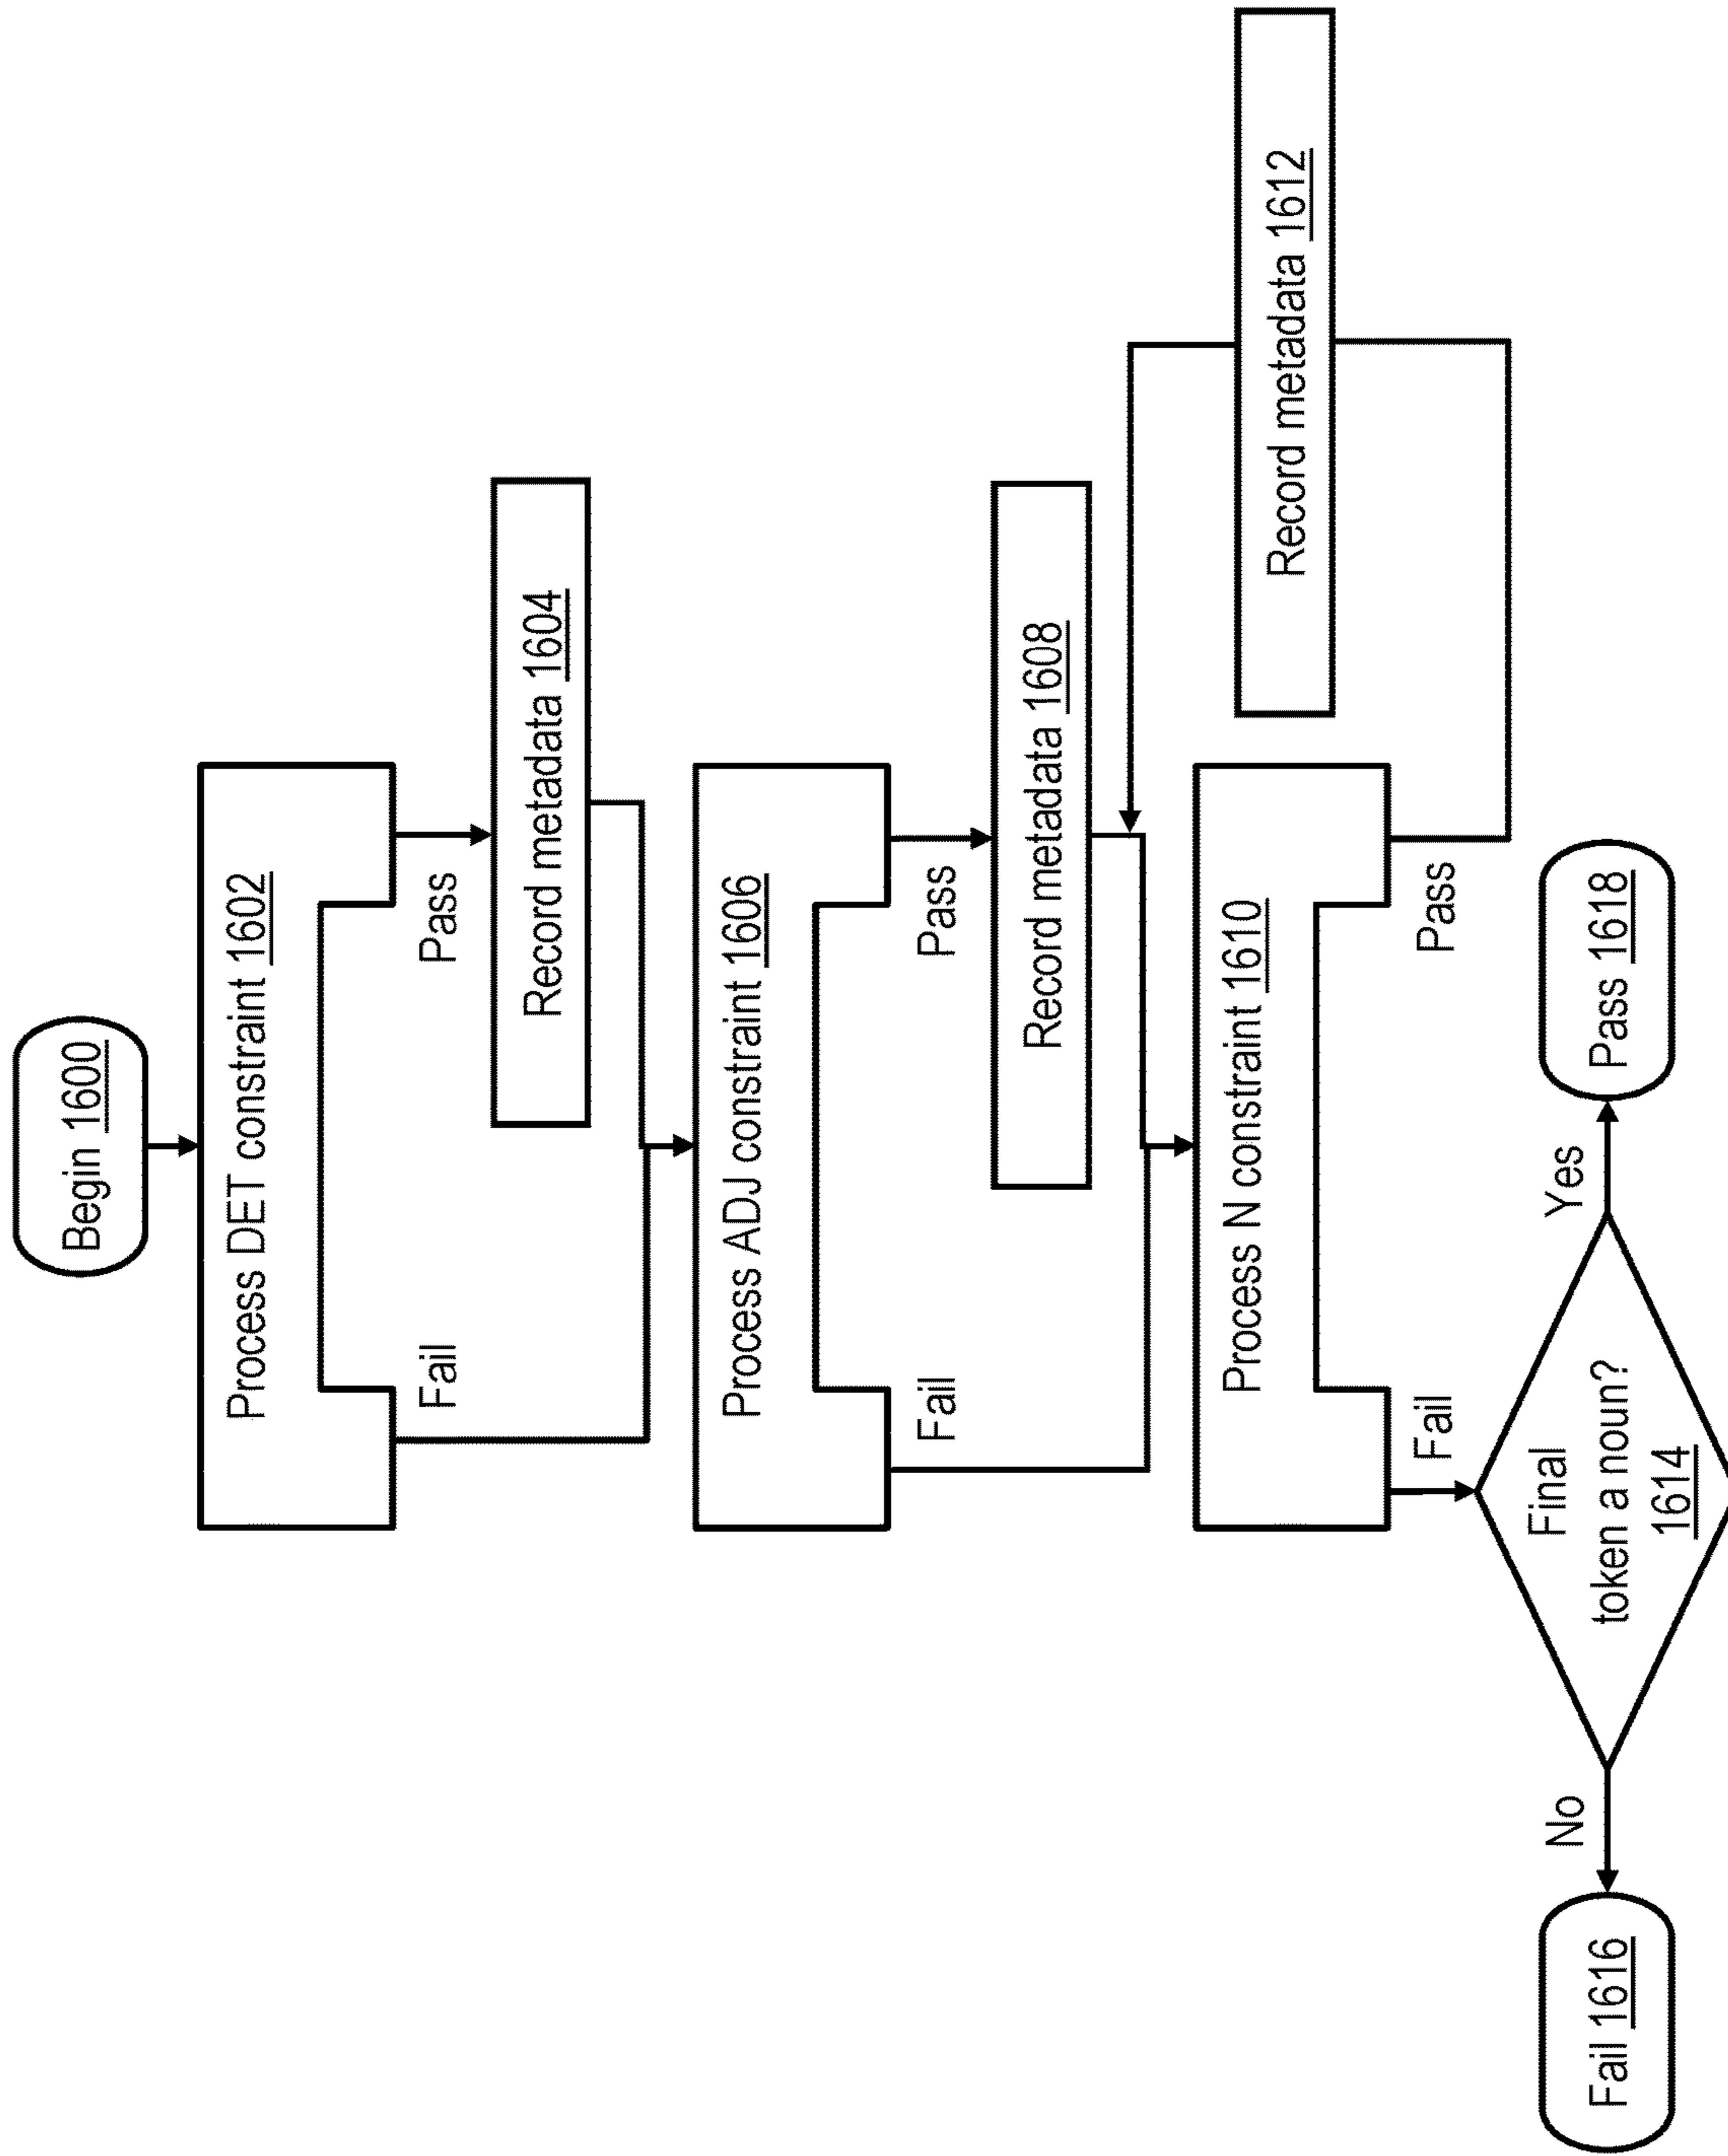 Begin 1600
Process DET constraint 1602
Fail
Pass
Record metadata 1604
Process ADJ constraint 1606
Fail
Pass
Record metadata 1608
Process N constraint 1610
Fail
Pass
Record metadata 1612
Final
token a noun?
1614
No
Yes
Fail 1616
Pass 1618